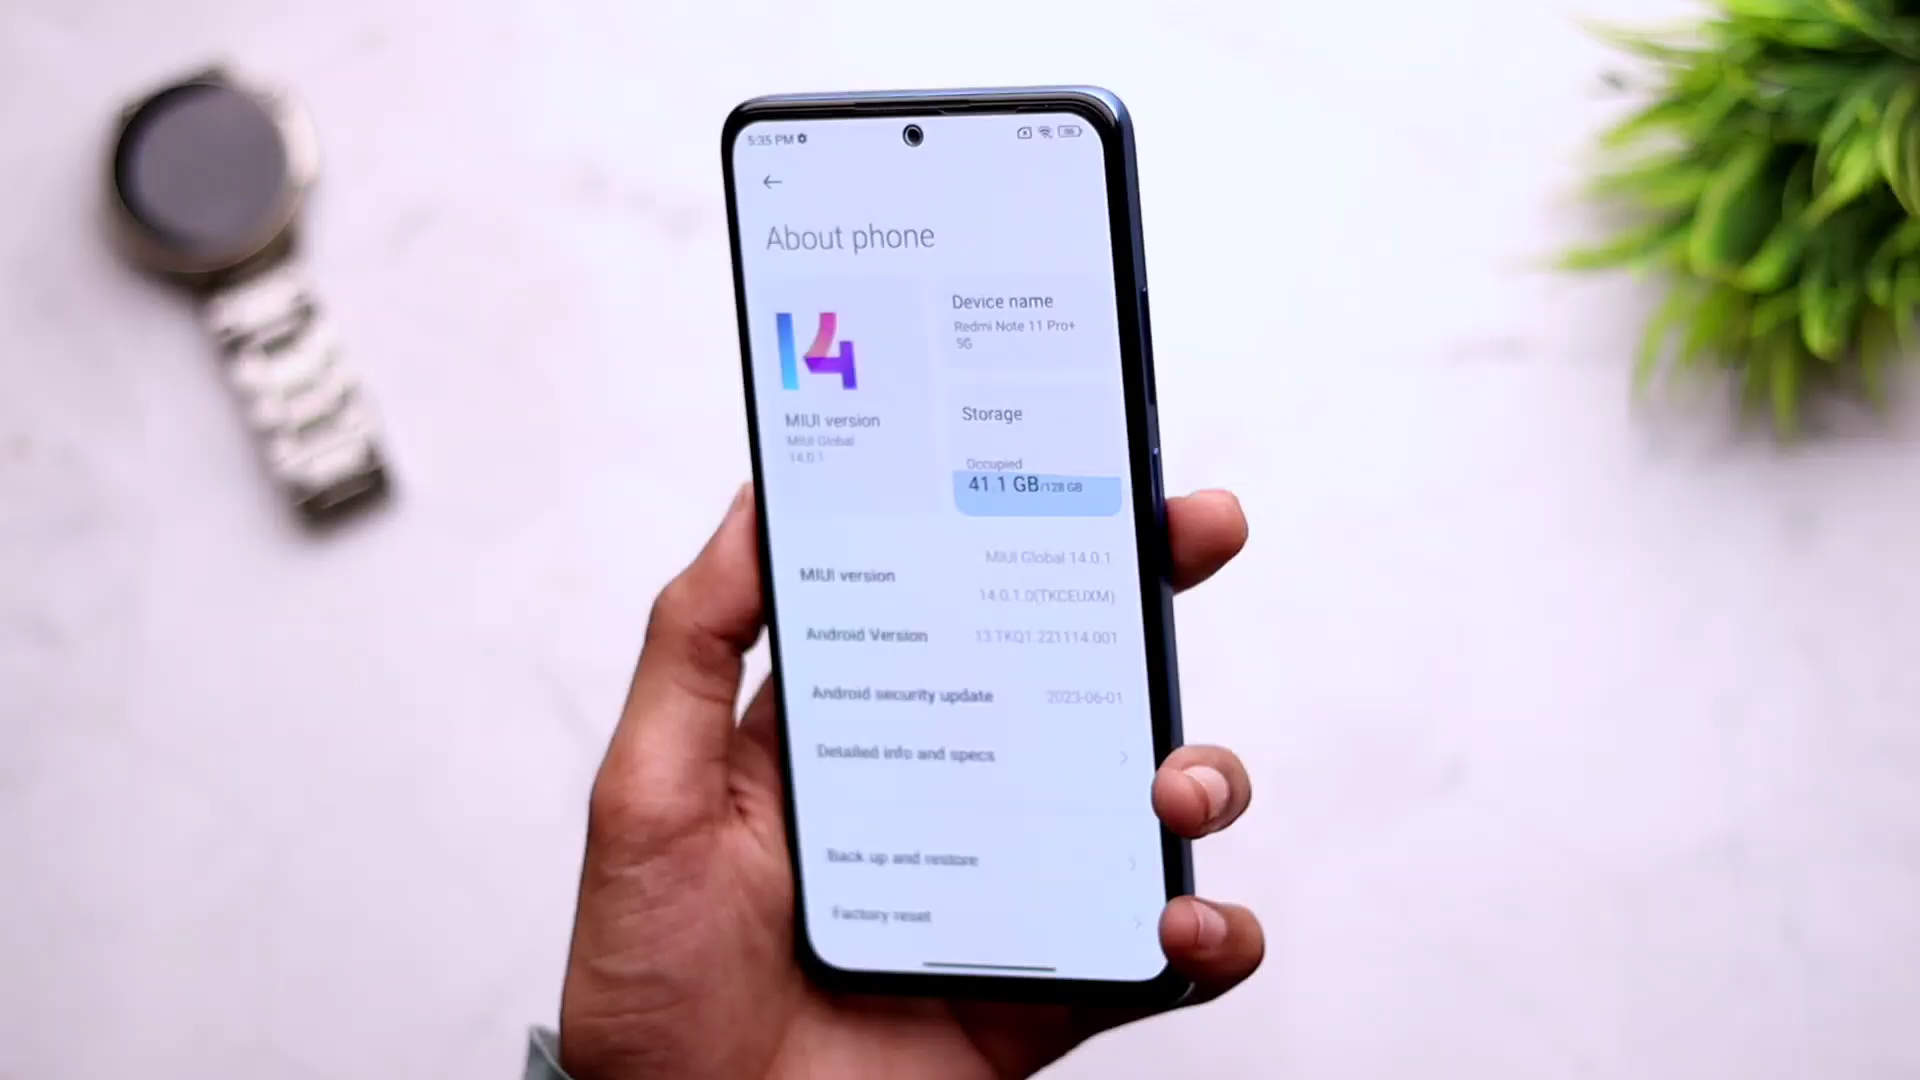 5:35 PM
About phone
14
Device name
Redmi Note 11 Pro+
5G
MIUI version
MIUI Global
14.0.1
Storage
Occupied
41.1 GB/128 GB
MIUI version
MIUI Global 14.0.1
14.0.1.0(TKCEUXM)
Android Version
13 TKQ1.221114.001
Android security update
2023-06-01
Detailed info and specs
Back up and restore
Factory reset